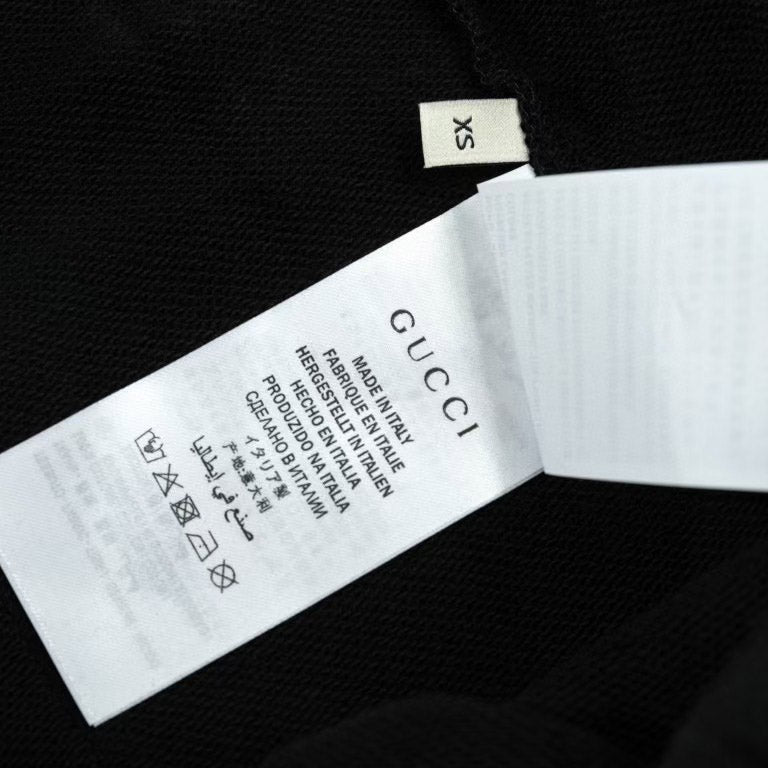 XS
GUCCI
MADE IN ITALY
FABRIQUE EN ITALIE
HERGESTELLT IN ITALIEN
HECHO EN ITALIA
PRODUZIDO NA ITALIA
СДЕЛАНО В ИТАЛИИ
イタリア製
产地:意大利
صنع في إيطاليا